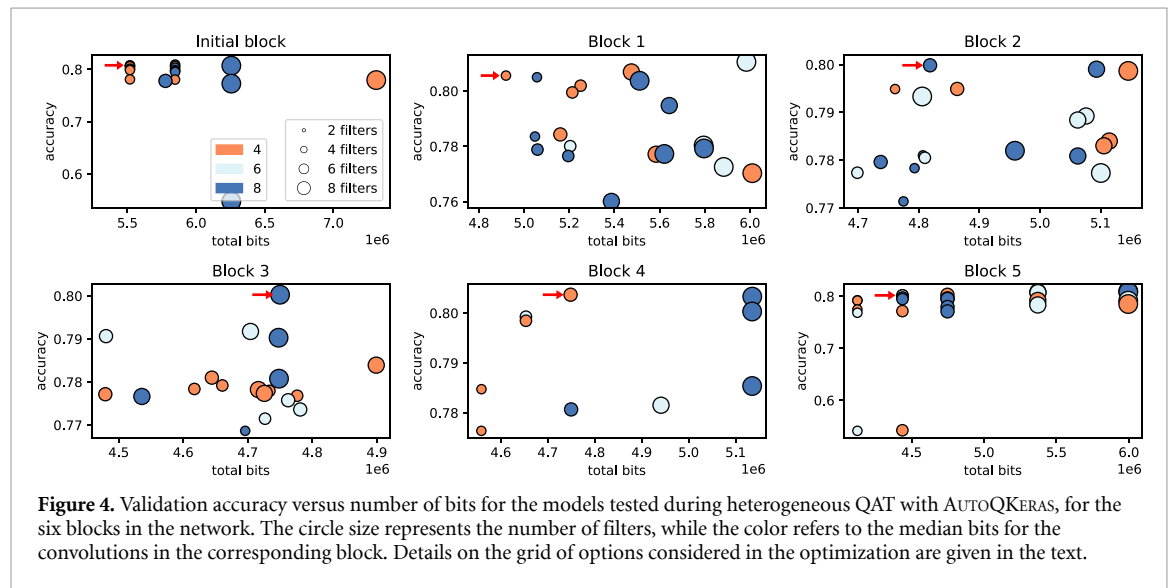 Initial block
accuracy
0.8
0.7
0.6
4
6
8
2 filters
4 filters
6 filters
8 filters
5.5 6.0 6.5 7.0
total bits 1e6
Block 1
accuracy
0.80
0.78
0.76
4.8 5.0 5.2 5.4 5.6 5.8 6.0
total bits 1e6
Block 2
accuracy
0.80
0.79
0.78
0.77
4.7 4.8 4.9 5.0 5.1
total bits 1e6
Block 3
accuracy
0.80
0.79
0.78
0.77
4.5 4.6 4.7 4.8 4.9
total bits 1e6
Block 4
accuracy
0.80
0.79
0.78
4.6 4.7 4.8 4.9 5.0 5.1
total bits 1e6
Block 5
accuracy
0.8
0.7
0.6
4.5 5.0 5.5 6.0
total bits 1e6
Figure 4. Validation accuracy versus number of bits for the models tested during heterogeneous QAT with AUTOQKERAS, for the
six blocks in the network. The circle size represents the number of filters, while the color refers to the median bits for the
convolutions in the corresponding block. Details on the grid of options considered in the optimization are given in the text.